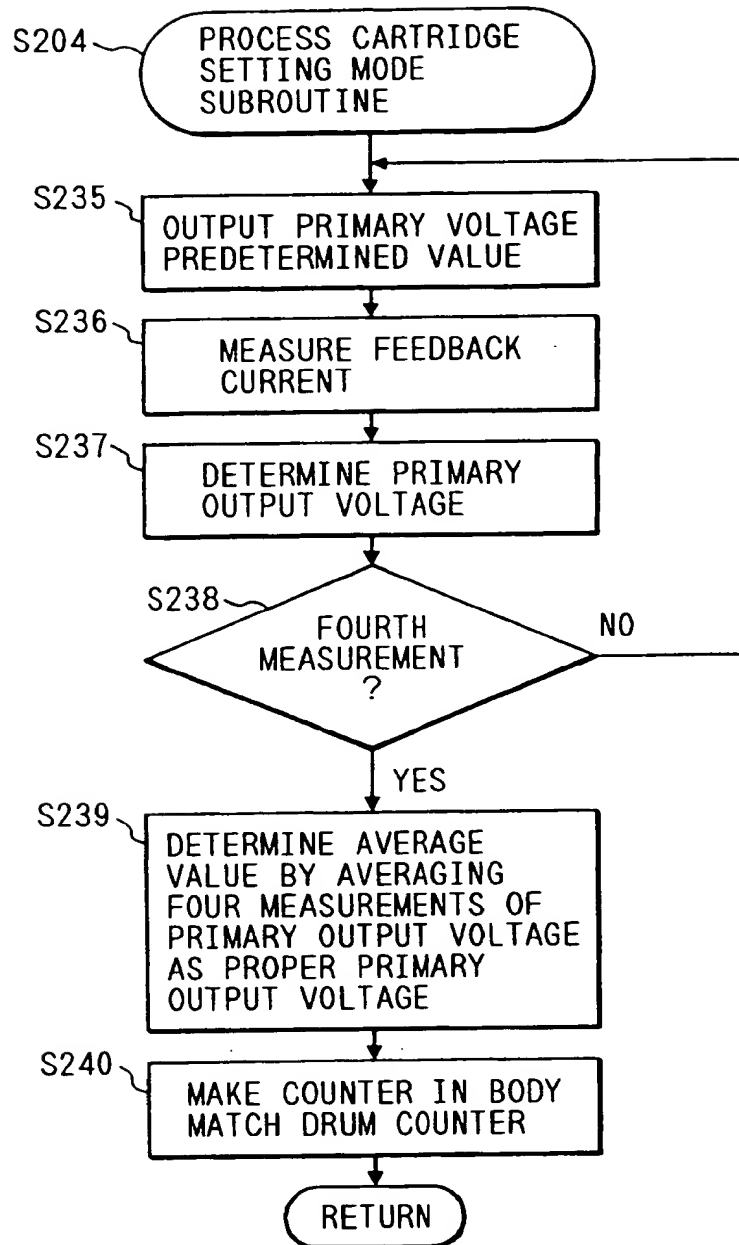 S204
PROCESS CARTRIDGE
SETTING MODE
SUBROUTINE
S235
OUTPUT PRIMARY VOLTAGE
PREDETERMINED VALUE
S236
MEASURE FEEDBACK
CURRENT
S237
DETERMINE PRIMARY
OUTPUT VOLTAGE
S238
FOURTH
MEASUREMENT
?
NO
YES
S239
DETERMINE AVERAGE
VALUE BY AVERAGING
FOUR MEASUREMENTS OF
PRIMARY OUTPUT VOLTAGE
AS PROPER PRIMARY
OUTPUT VOLTAGE
S240
MAKE COUNTER IN BODY
MATCH DRUM COUNTER
RETURN